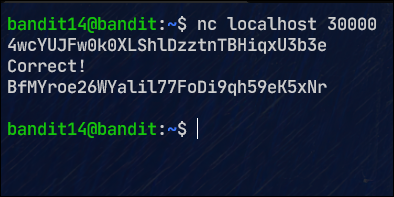 bandit14@bandit:~$ nc localhost 30000
4wcYUJFw0k0XLShlDzztnTBHiqxU3b3e
Correct!
BfMYroe26WYalil77FoDi9qh59eK5xNr
bandit14@bandit:~$